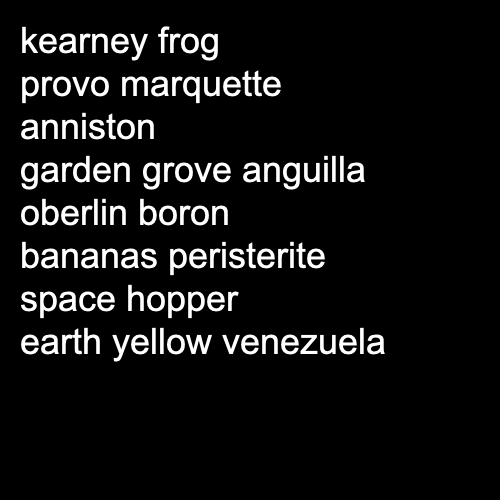 kearney frog
provo marquette
anniston
garden grove anguilla
oberlin boron
bananas peristerite
space hopper
earth yellow venezuela